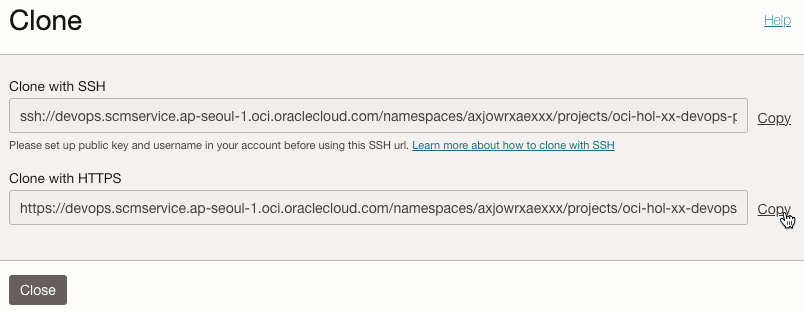 Clone
Help
Clone with SSH
ssh://devops.scmservice.ap-seoul-1.oci.oraclecloud.com/namespaces/axjowrxaexxx/projects/oci-hol-xx-devops-p
Copy
Please set up public key and username in your account before using this SSH url. Learn more about how to clone with SSH
Clone with HTTPS
https://devops.scmservice.ap-seoul-1.oci.oraclecloud.com/namespaces/axjowrxaexxx/projects/oci-hol-xx-devops
Copy
Close